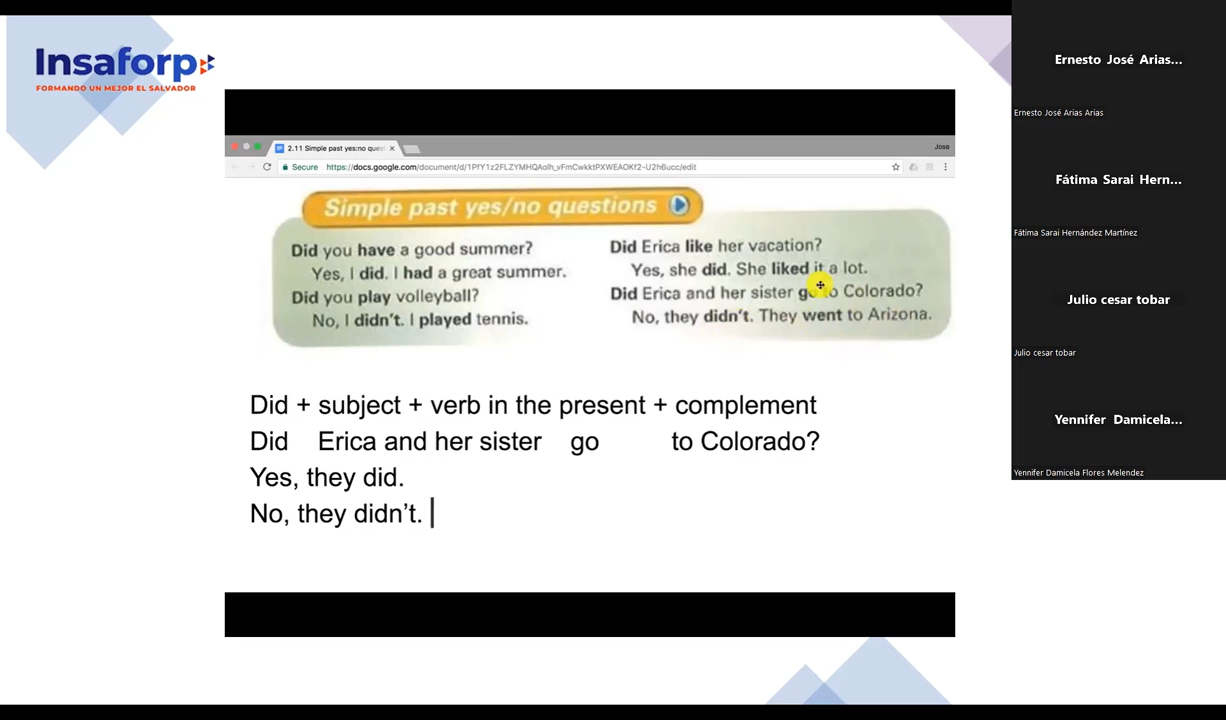 Insaforp
FORMANDO UN MEJOR EL SALVADOR
2.11 Simple past yes:no ques
Jose
Secure
https://docs.google.com/document/d/
/edit
Simple past yes/no questions
Did you have a good summer?
Yes, I did. I had a great summer.
Did you play volleyball?
No, I didn't. I played tennis.
Did Erica like her vacation?
Yes, she did. She liked it a lot.
Did Erica and her sister go to Colorado?
No, they didn't. They went to Arizona.
Did + subject + verb in the present + complement
Did Erica and her sister go to Colorado?
Yes, they did.
No, they didn’t.
Ernesto José Arias...
Ernesto José Arias Arias
Fátima Sarai Hern...
Fátima Sarai Hernández Martínez
Julio cesar tobar
Julio cesar tobar
Yennifer Damicela...
Yennifer Damicela Flores Melendez